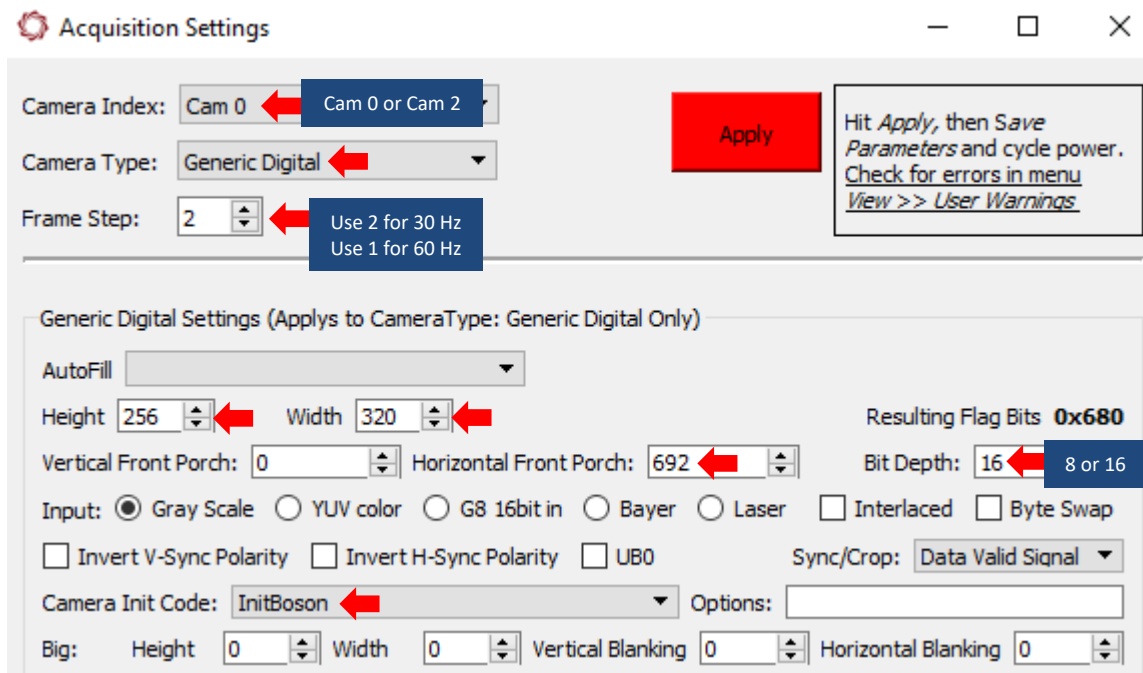 Acquisition Settings
Camera Index: Cam 0 Cam 0 or Cam 2
Apply
Hit Apply, then Save
Parameters and cycle power.
Check for errors in menu
View >> User Warnings
Camera Type: Generic Digital
Frame Step: 2
Use 2 for 30 Hz
Use 1 for 60 Hz
Generic Digital Settings (Applys to CameraType: Generic Digital Only)
AutoFill
Height 256 Width 320 Resulting Flag Bits 0x680
Vertical Front Porch: 0 Horizontal Front Porch: 692 Bit Depth: 16 8 or 16
Input: Gray Scale YUV color G8 16bit in Bayer Laser Interlaced Byte Swap
Invert V-Sync Polarity Invert H-Sync Polarity UB0 Sync/Crop: Data Valid Signal
Camera Init Code: InitBoson Options:
Big: Height 0 Width 0 Vertical Blanking 0 Horizontal Blanking 0